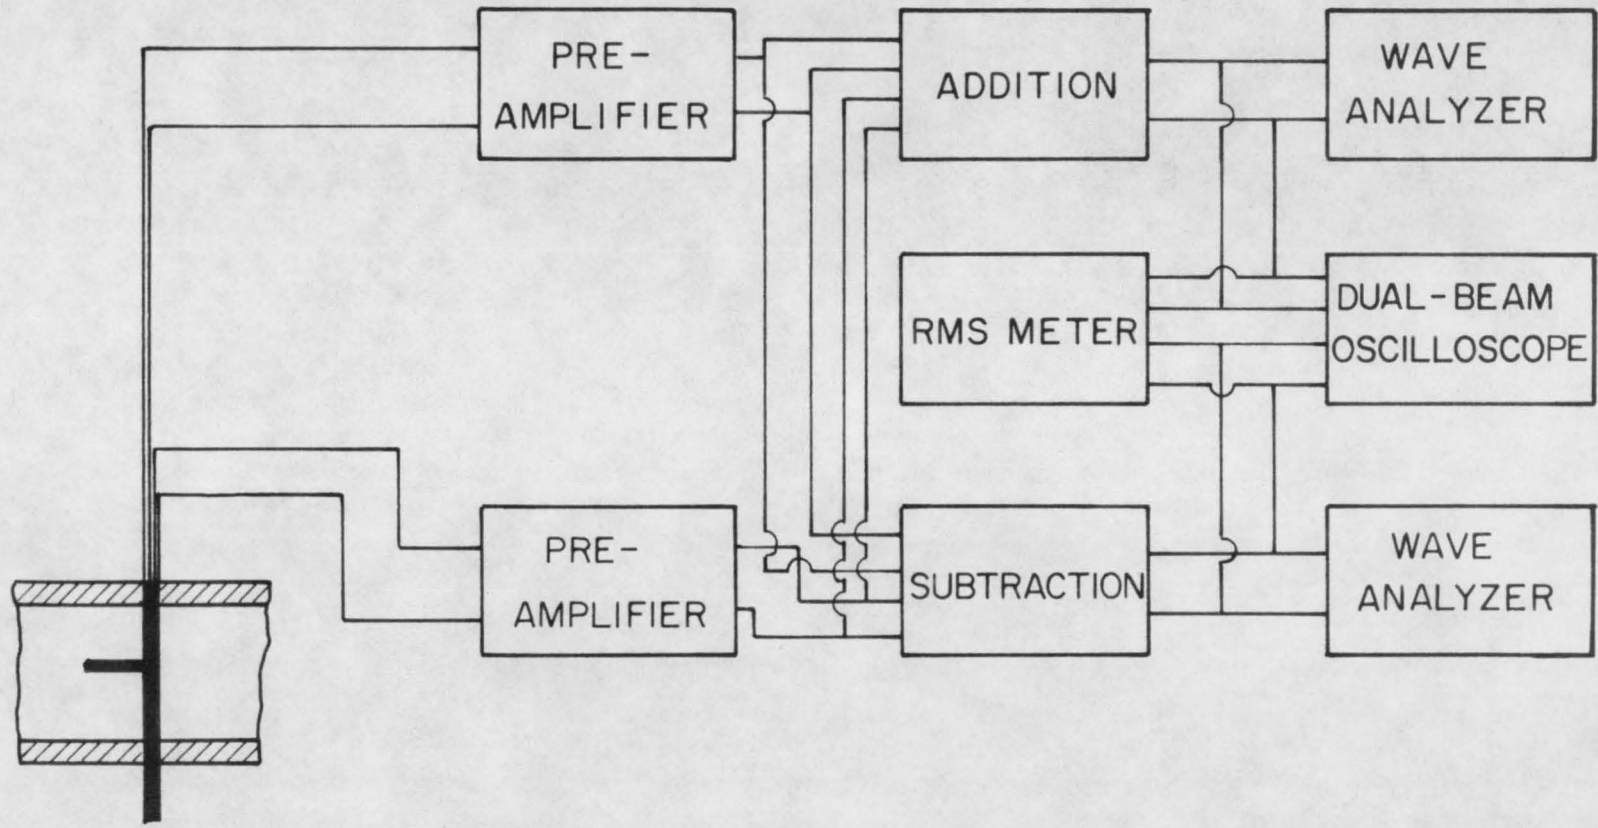 PRE-
AMPLIFIER
ADDITION
WAVE
ANALYZER
RMS METER
DUAL-BEAM
OSCILLOSCOPE
PRE-
AMPLIFIER
SUBTRACTION
WAVE
ANALYZER